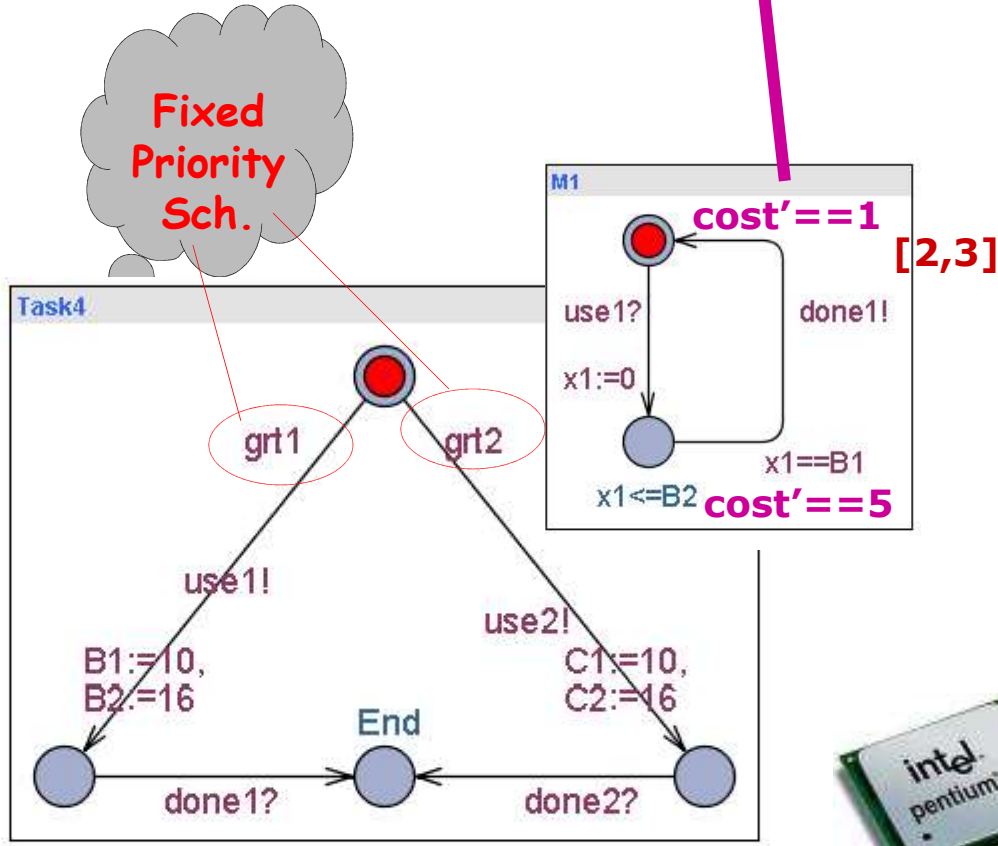 Fixed
Priority
Sch.
M1
cost'==1
[2,3]
use1?
done1!
x1:=0
x1==B1
x1<=B2
cost'==5
Task4
grt1
grt2
use1!
use2!
B1:=10,
B2:=16
C1:=10,
C2:=16
End
done1?
done2?
intel.
pentium